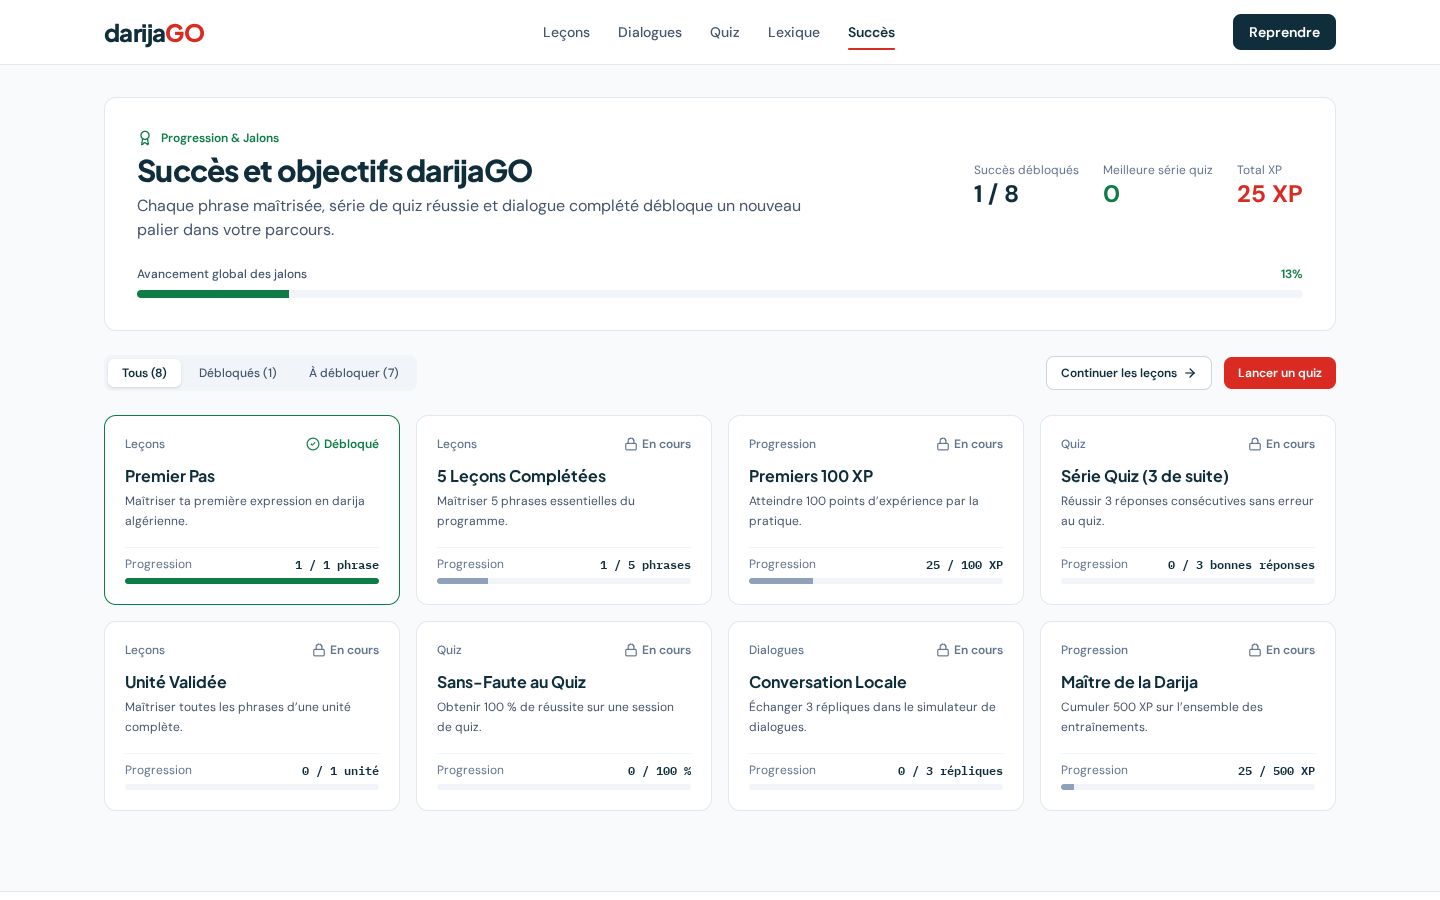 darijaGO
Leçons
Dialogues
Quiz
Lexique
Succès
Reprendre
Progression & Jalons
Succès et objectifs darijaGO
Chaque phrase maîtrisée, série de quiz réussie et dialogue complété débloque un nouveau
palier dans votre parcours.
Succès débloqués
1 / 8
Meilleure série quiz
0
Total XP
25 XP
Avancement global des jalons
13%
Tous (8)
Débloqués (1)
À débloquer (7)
Continuer les leçons
Lancer un quiz
Leçons
Débloqué
Premier Pas
Maîtriser ta première expression en darija
algérienne.
Progression
1 / 1 phrase
Leçons
En cours
5 Leçons Complétées
Maîtriser 5 phrases essentielles du
programme.
Progression
1 / 5 phrases
Progression
En cours
Premiers 100 XP
Atteindre 100 points d’expérience par la
pratique.
Progression
25 / 100 XP
Quiz
En cours
Série Quiz (3 de suite)
Réussir 3 réponses consécutives sans erreur
au quiz.
Progression
0 / 3 bonnes réponses
Leçons
En cours
Unité Validée
Maîtriser toutes les phrases d’une unité
complète.
Progression
0 / 1 unité
Quiz
En cours
Sans-Faute au Quiz
Obtenir 100 % de réussite sur une session
de quiz.
Progression
0 / 100 %
Dialogues
En cours
Conversation Locale
Échanger 3 répliques dans le simulateur de
dialogues.
Progression
0 / 3 répliques
Progression
En cours
Maître de la Darija
Cumuler 500 XP sur l’ensemble des
entraînements.
Progression
25 / 500 XP